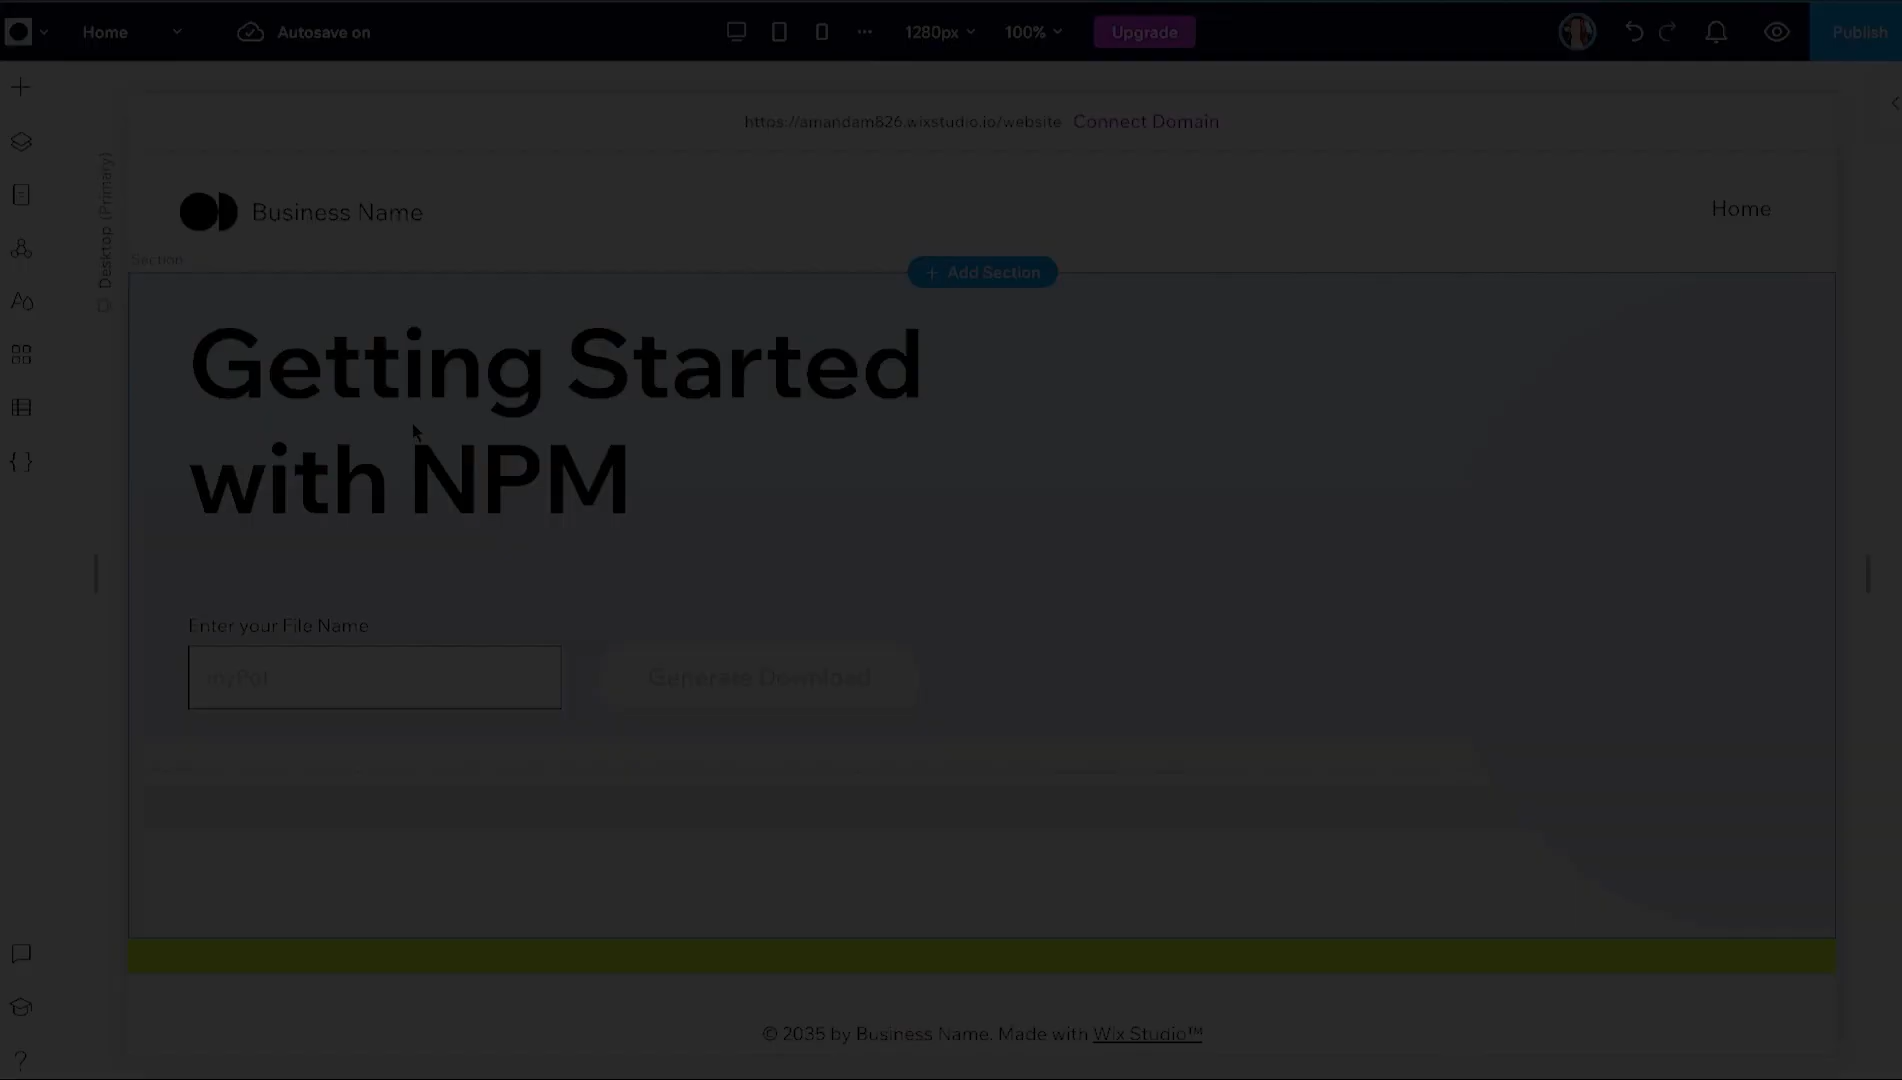 Home
Autosave on
1280px
100%
Upgrade
Publish
https://amandam826.wixstudio.io/website Connect Domain
Desktop (Primary)
Business Name
Home
Section
+ Add Section
Getting Started
with NPM
Enter your File Name
Generate Download
© 2035 by Business Name. Made with Wix Studio™